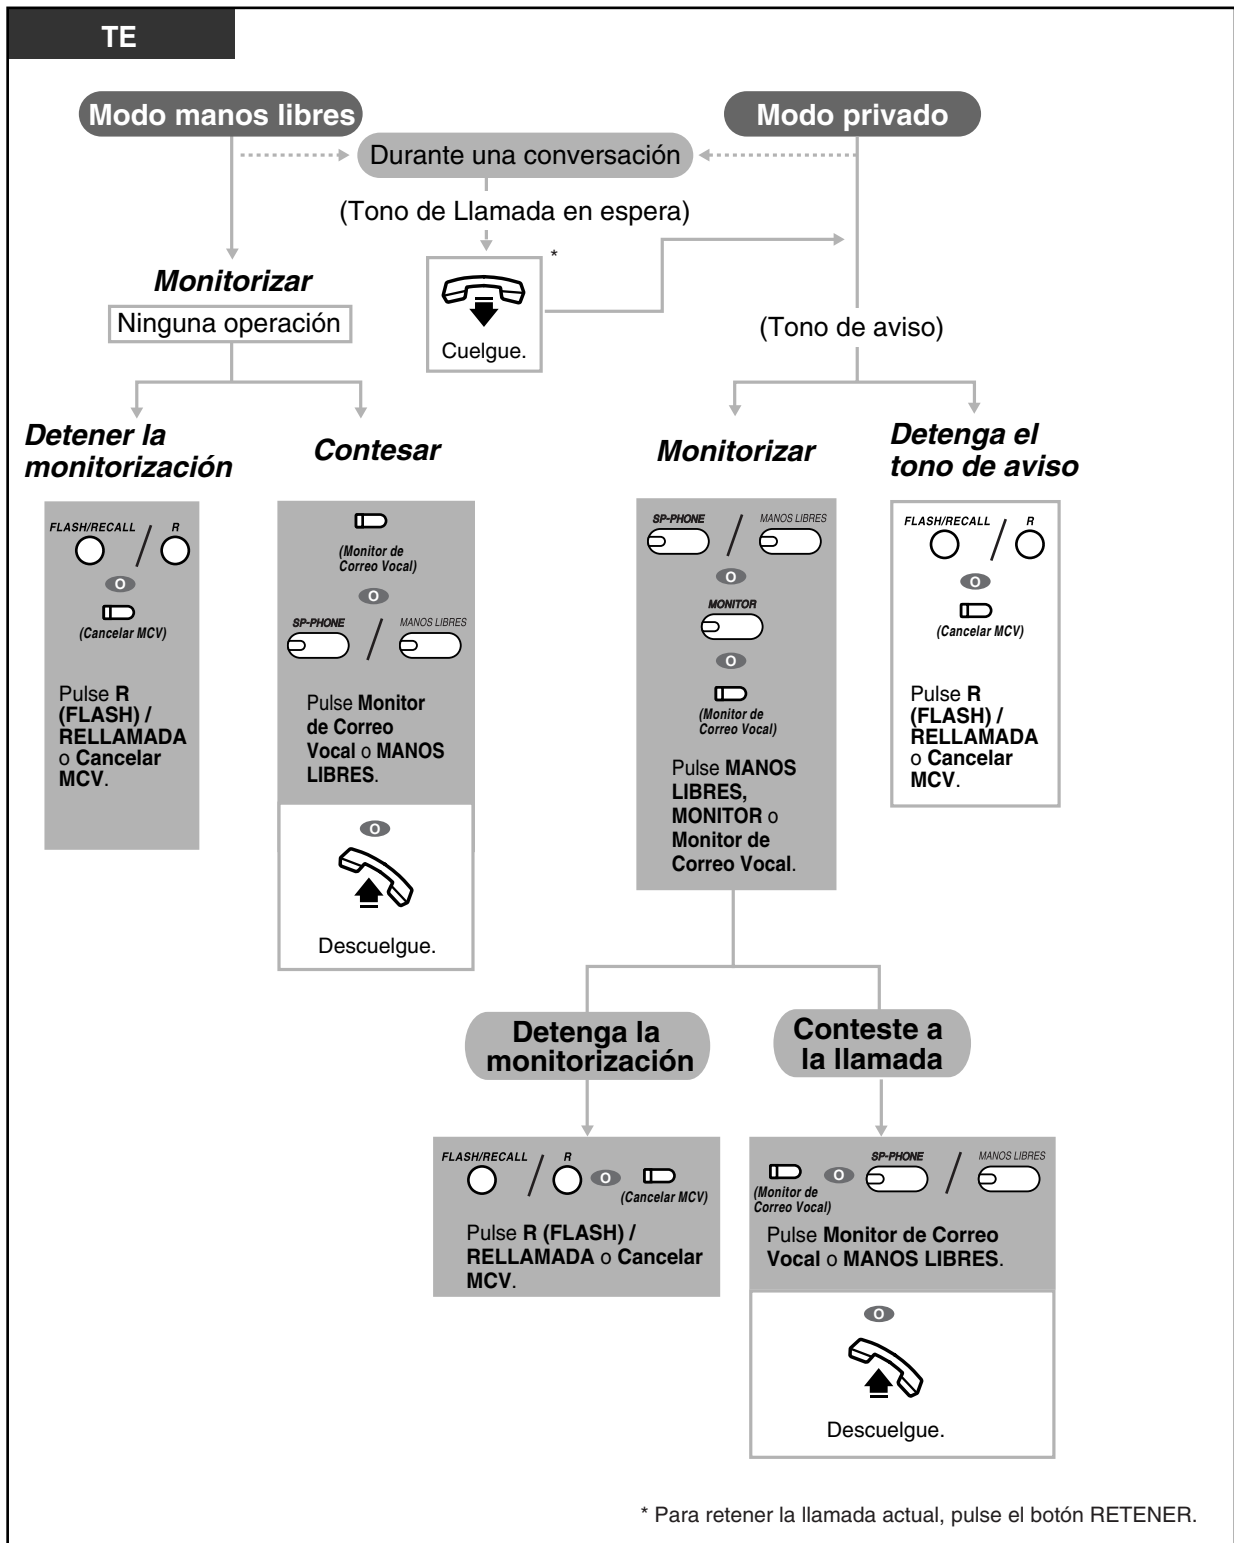 TE
Modo manos libres
Modo privado
Durante una conversación
(Tono de Llamada en espera)
*
Cuelgue.
Monitorizar
Ninguna operación
(Tono de aviso)
Detener la
monitorización
Contesar
Monitorizar
Detenga el
tono de aviso
FLASH/RECALL / R
O
(Cancelar MCV)
Pulse R
(FLASH) /
RELLAMADA
o Cancelar
MCV.
(Monitor de
Correo Vocal)
O
SP-PHONE / MANOS LIBRES
Pulse Monitor
de Correo
Vocal o MANOS
LIBRES.
O
Descuelgue.
SP-PHONE / MANOS LIBRES
O
MONITOR
O
(Monitor de
Correo Vocal)
Pulse MANOS
LIBRES,
MONITOR o
Monitor de
Correo Vocal.
FLASH/RECALL / R
O
(Cancelar MCV)
Pulse R
(FLASH) /
RELLAMADA
o Cancelar
MCV.
Detenga la
monitorización
Conteste a
la llamada
FLASH/RECALL / R O
(Cancelar MCV)
Pulse R (FLASH) /
RELLAMADA o Cancelar
MCV.
O SP-PHONE / MANOS LIBRES
(Monitor de
Correo Vocal)
Pulse Monitor de Correo
Vocal o MANOS LIBRES.
O
Descuelgue.
* Para retener la llamada actual, pulse el botón RETENER.